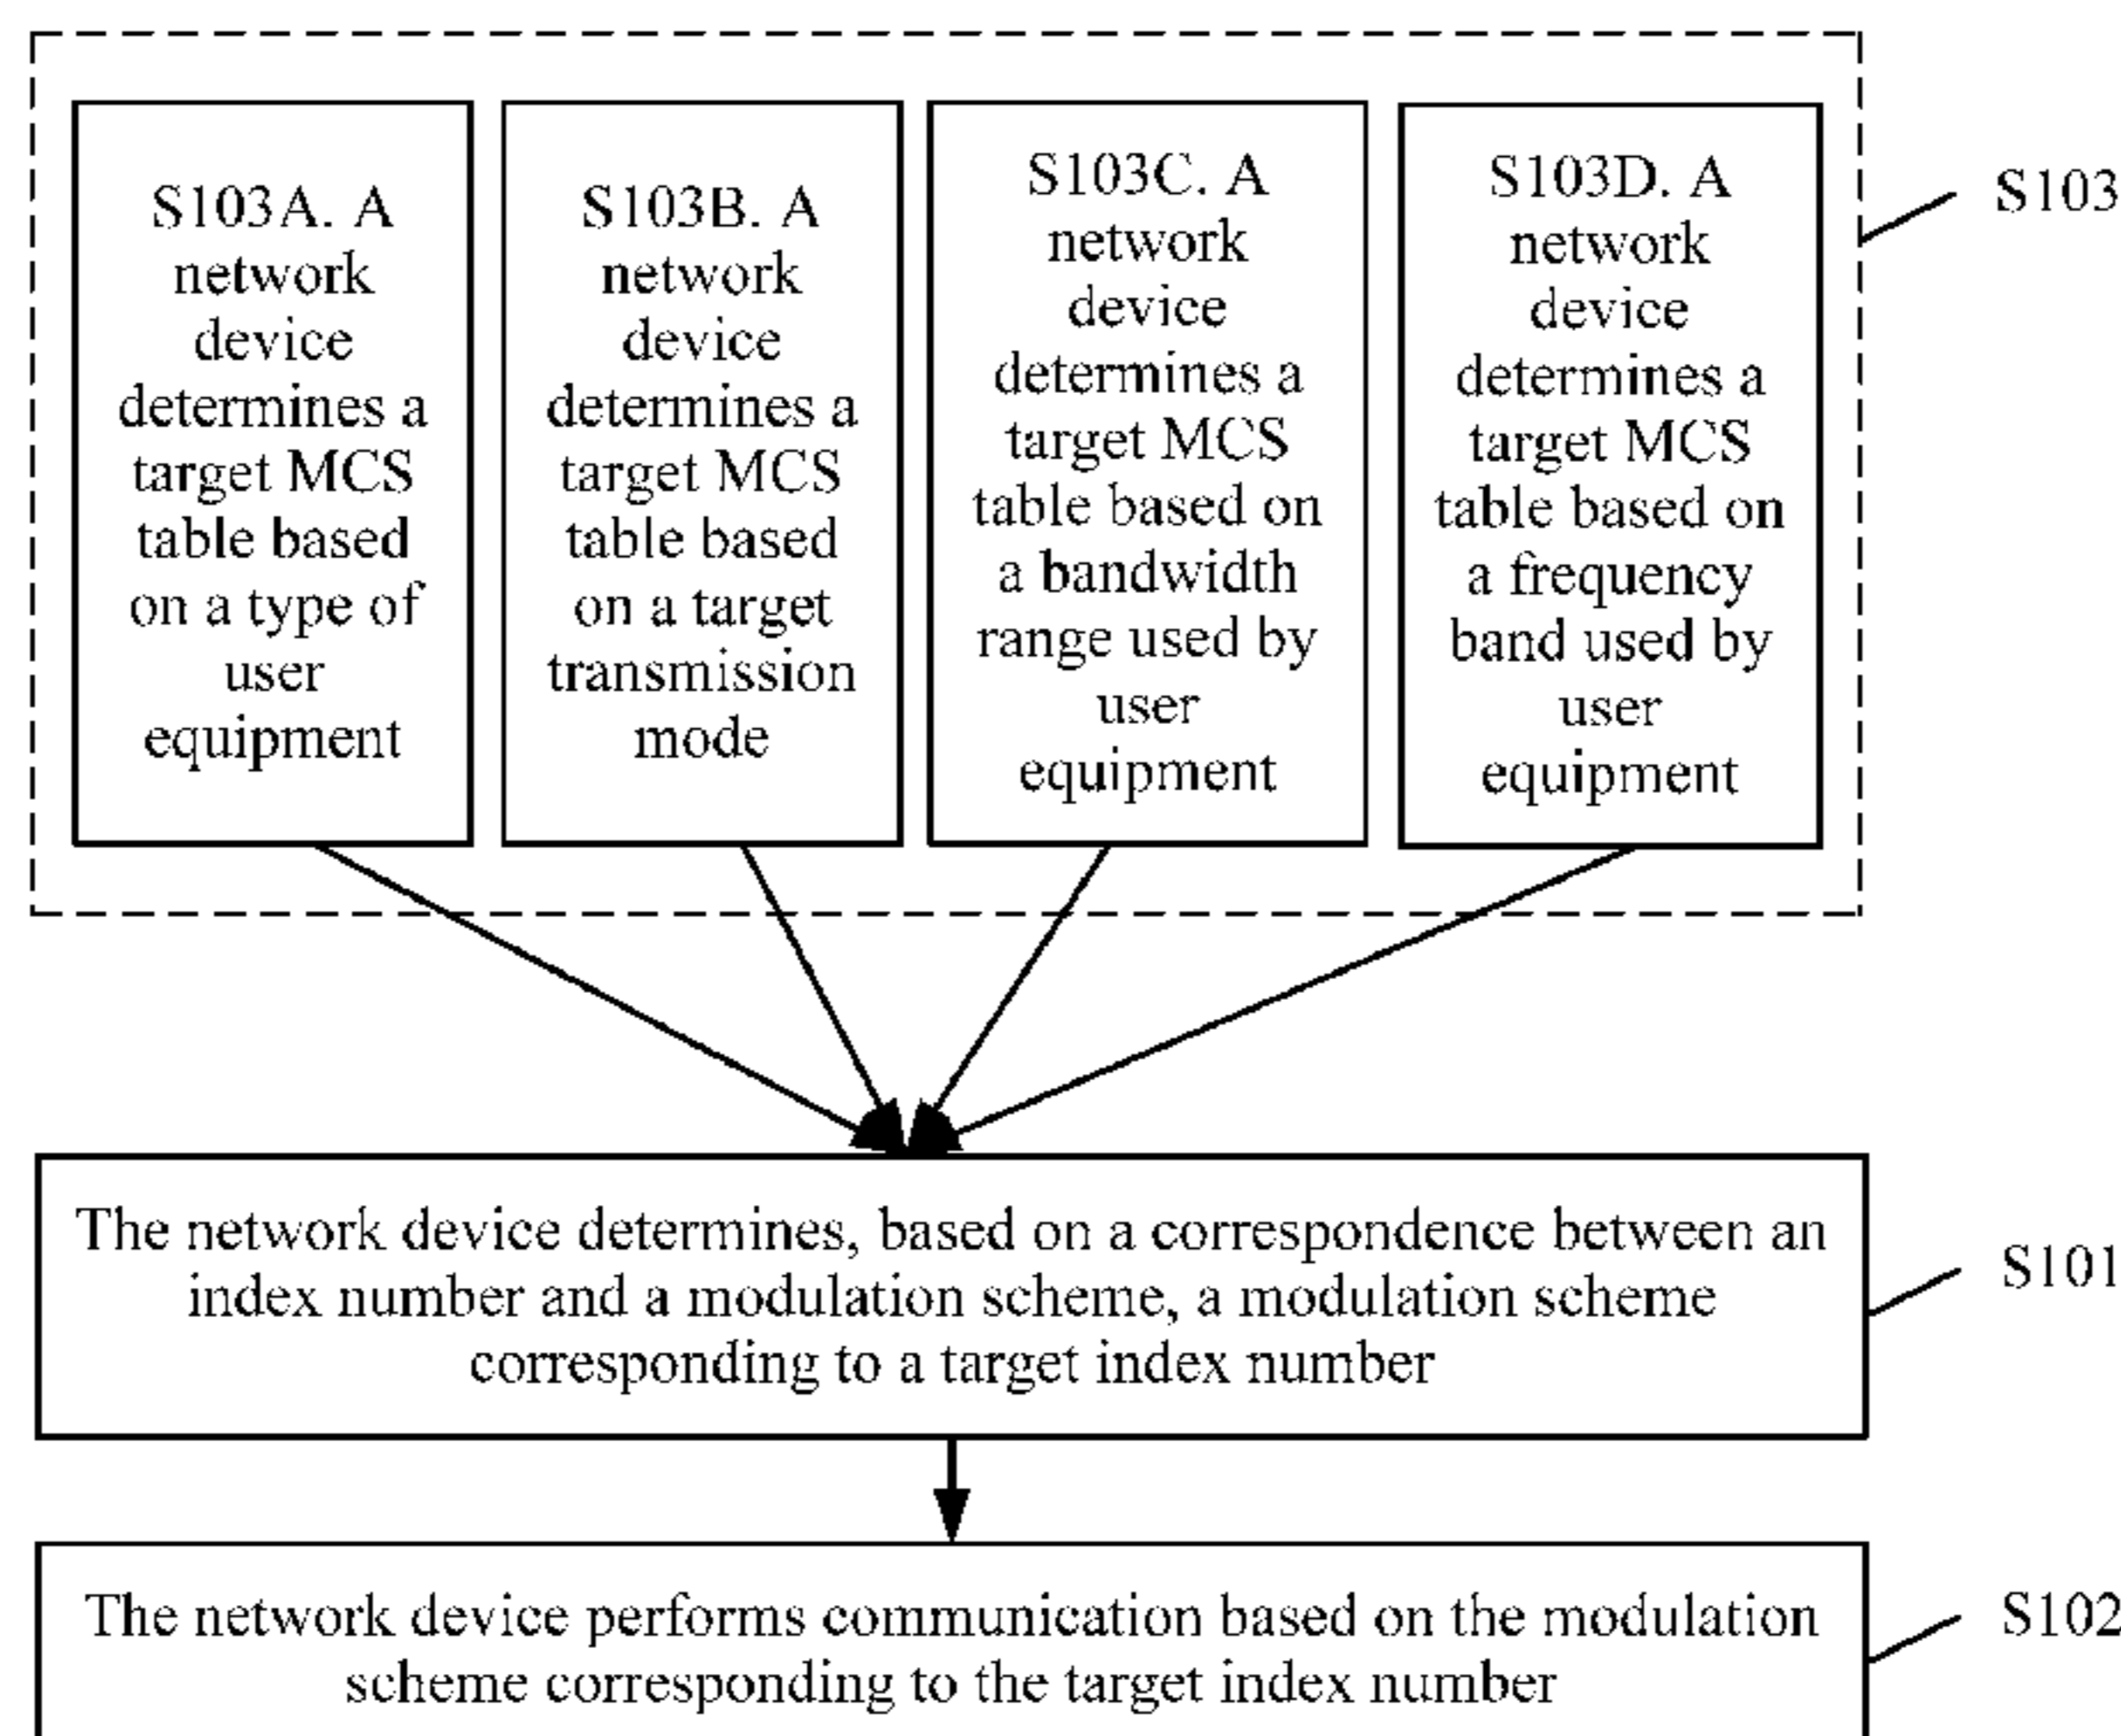 S103A. A
network
device
determines a
target MCS
table based
on a type of
user
equipment
S103B. A
network
device
determines a
target MCS
table based
on a target
transmission
mode
S103C. A
network
device
determines a
target MCS
table based on
a bandwidth
range used by
user
equipment
S103D. A
network
device
determines a
target MCS
table based on
a frequency
band used by
user
equipment
S103
The network device determines, based on a correspondence between an
index number and a modulation scheme, a modulation scheme
corresponding to a target index number
S101
The network device performs communication based on the modulation
scheme corresponding to the target index number
S102